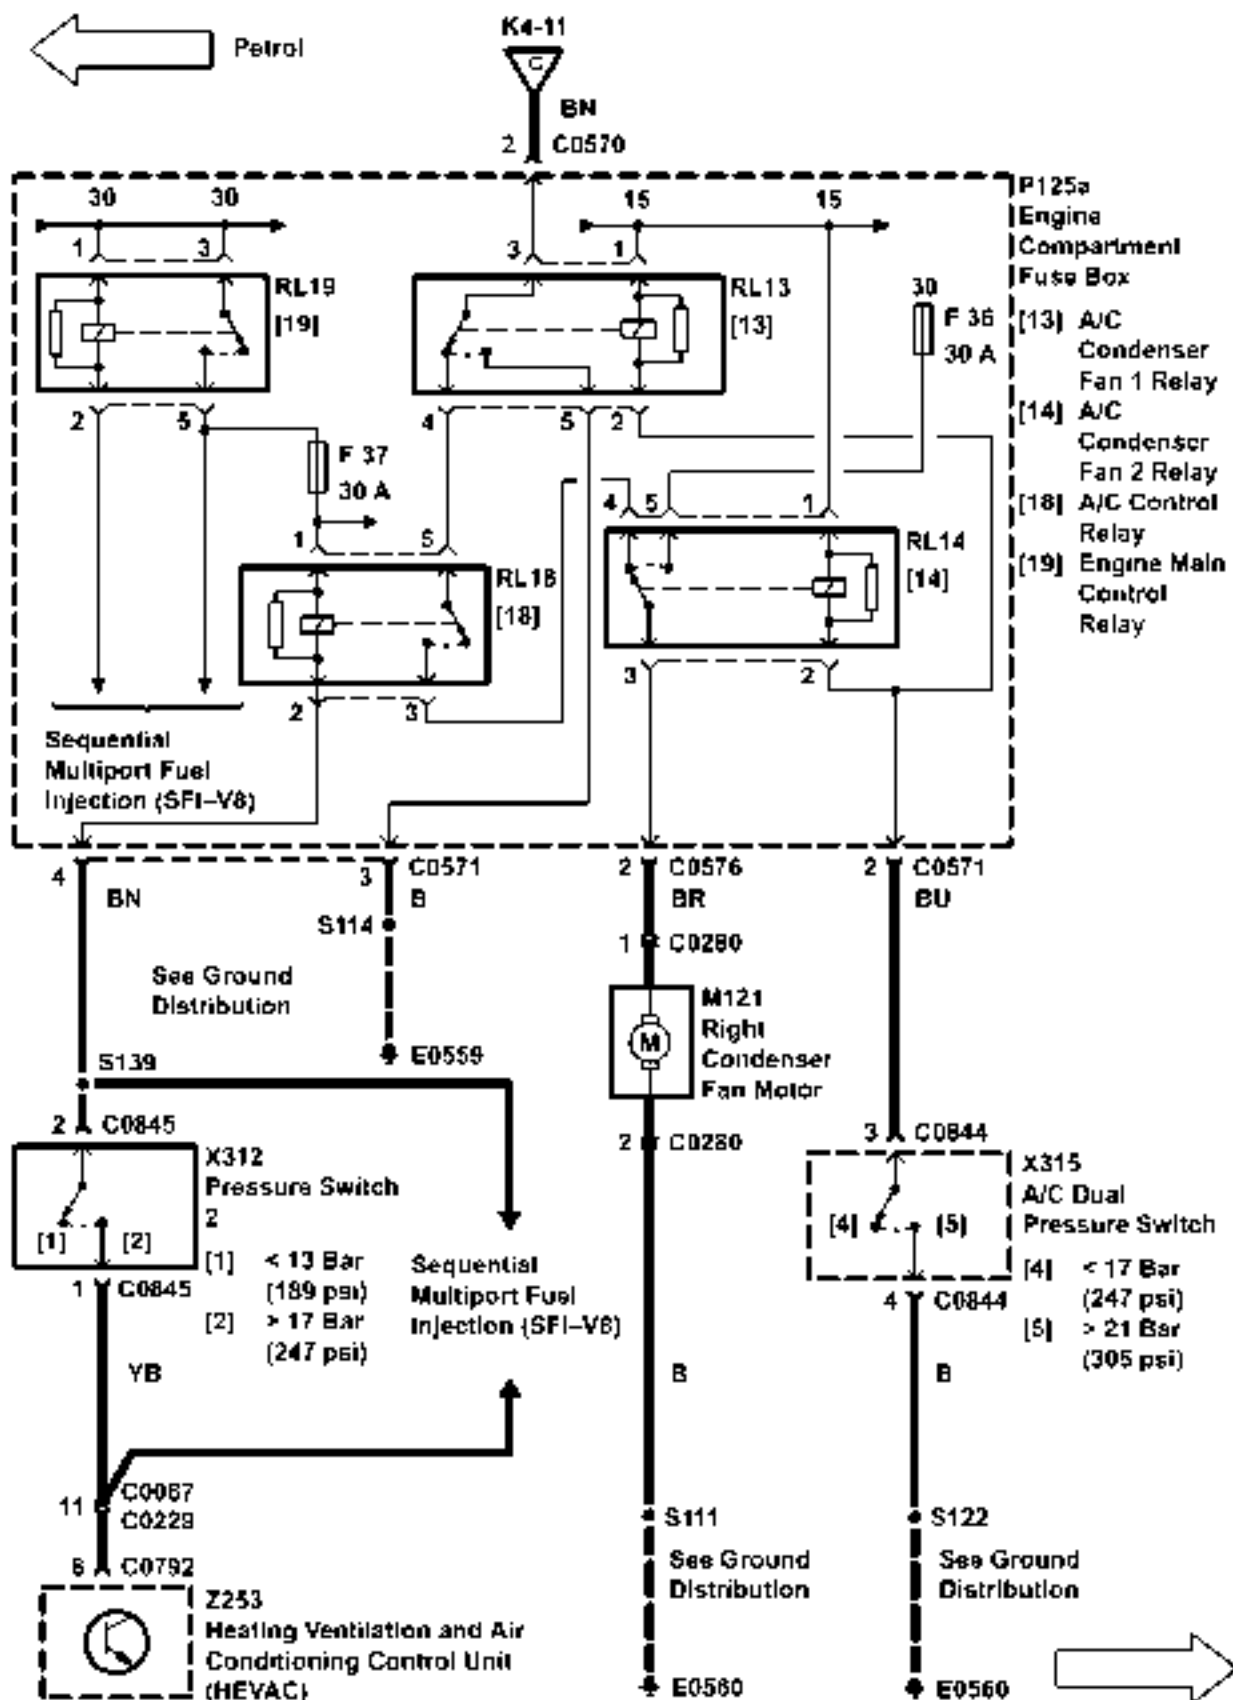 Petrol
K4-11
C
BN
2 C0570
30 30 15 15
1 3 3 1
P125a
Engine
Compartment
Fuse Box
RL19
[19]
RL13
[13]
30
F 36
30 A
[13] A/C
Condenser
Fan 1 Relay
[14] A/C
Condenser
Fan 2 Relay
[18] A/C Control
Relay
[19] Engine Main
Control
Relay
2 5 4 5 2
F 37
30 A
4 5 1
1 5
RL18
[18]
RL14
[14]
2 3
3 2
Sequential
Multiport Fuel
Injection (SFI–V8)
4 3 C0571 2 C0576 2 C0571
BN B BR BU
S114
1 C0280
See Ground
Distribution
M121
Right
Condenser
Fan Motor
M
E0559
S139
2 C0845
2 C0280
3 C0844
X312
Pressure Switch
2
[1] [2]
[1] < 13 Bar
(189 psi)
[2] > 17 Bar
(247 psi)
X315
A/C Dual
Pressure Switch
[4] [5]
[4] < 17 Bar
(247 psi)
[5] > 21 Bar
(305 psi)
1 C0845
4 C0844
Sequential
Multiport Fuel
Injection (SFI–V8)
YB B B
11 C0067
C0229
S111
S122
6 C0792
See Ground
Distribution
See Ground
Distribution
Z253
Heating Ventilation and Air
Conditioning Control Unit
(HEVAC)
E0560
E0560